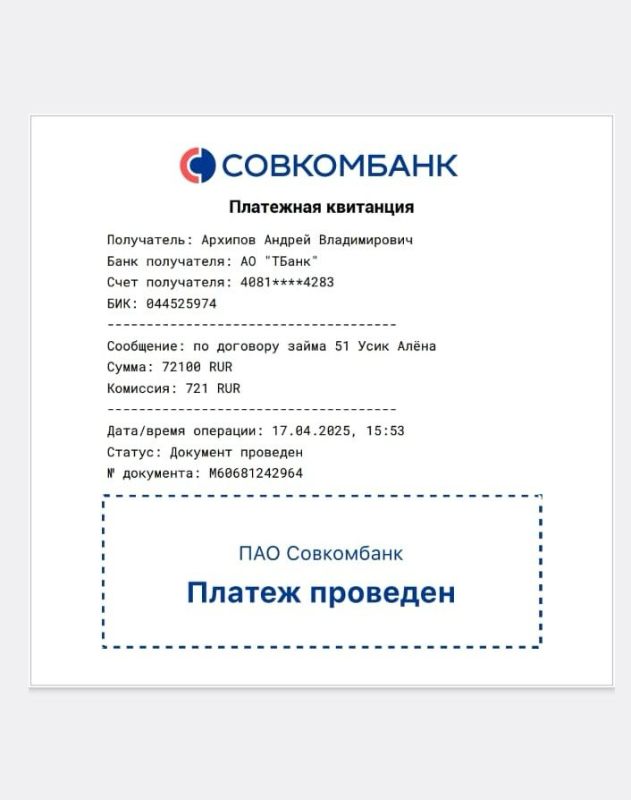 СОВКОМБАНК
Платежная квитанция
Получатель: Архипов Андрей Владимирович
Банк получателя: АО "ТБанк"
Счет получателя: 4081****4283
БИК: 044525974
-------------------------------------
Сообщение: по договору займа 51 Усик Алёна
Сумма: 72100 RUR
Комиссия: 721 RUR
-------------------------------------
Дата/время операции: 17.04.2025, 15:53
Статус: Документ проведен
№ документа: М60681242964
ПАО Совкомбанк
Платеж проведен